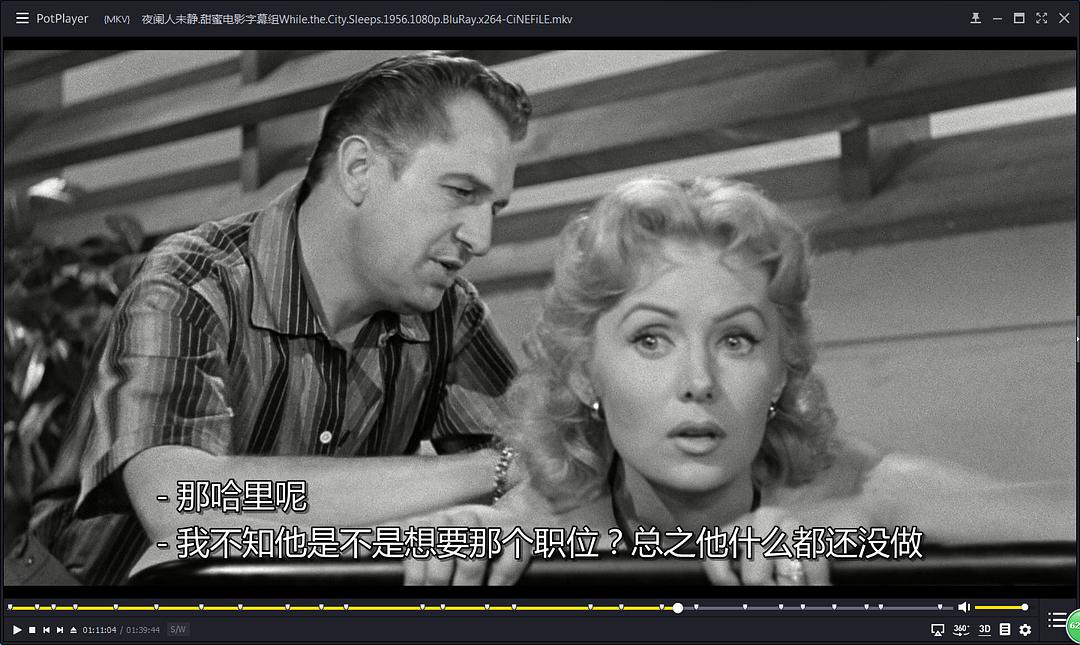 PotPlayer (MKV) 夜阑人未静.甜蜜电影字幕组While.the.City.Sleeps.1956.1080p.BluRay.x264-CiNEFiLE.mkv
- 那哈里呢
- 我不知他是不是想要那个职位？总之他什么都还没做
01:11:04 / 01:39:44 S/W
360° 3D
62